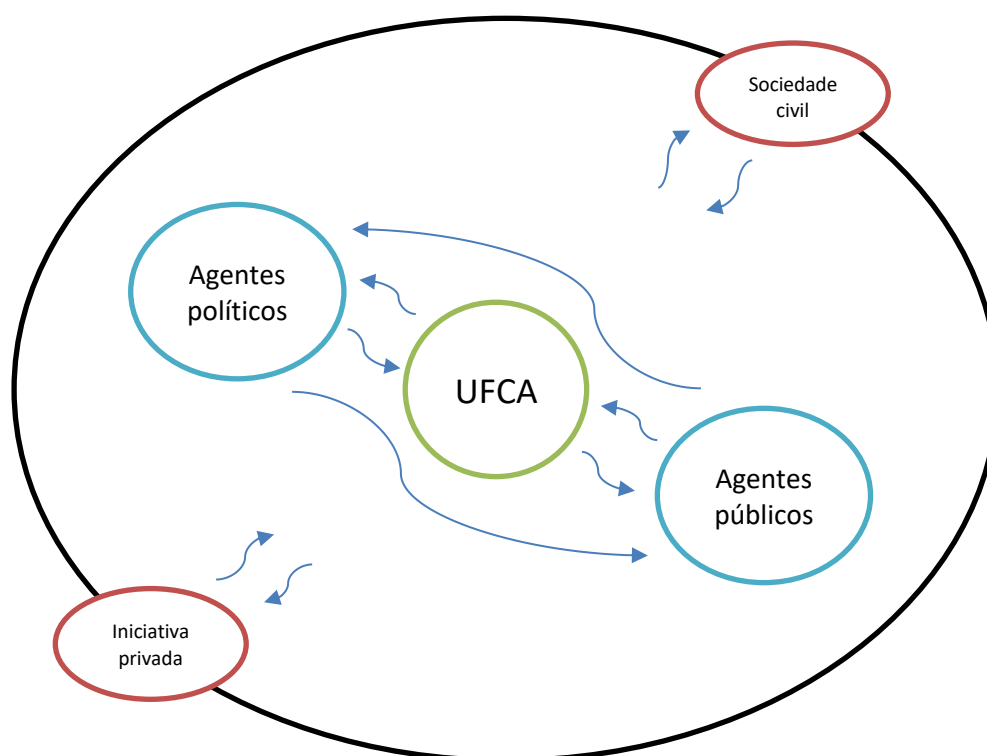 Sociedade
civil
Agentes
políticos
UFCA
Agentes
públicos
Iniciativa
privada